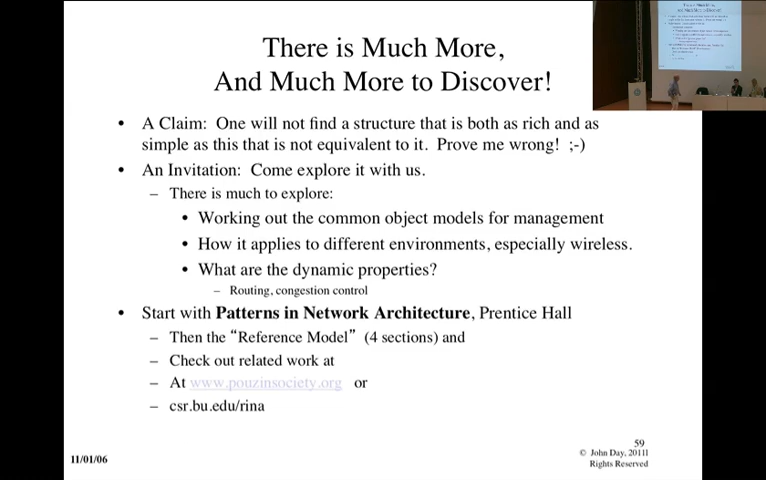 There is Much More,
And Much More to Discover!
• A Claim: One will not find a structure that is both as rich and as
simple as this that is not equivalent to it. Prove me wrong! ;-)
• An Invitation: Come explore it with us.
– There is much to explore:
• Working out the common object models for management
• How it applies to different environments, especially wireless.
• What are the dynamic properties?
– Routing, congestion control
• Start with Patterns in Network Architecture, Prentice Hall
– Then the “Reference Model” (4 sections) and
– Check out related work at
– At www.pouzinsociety.org or
– csr.bu.edu/rina
11/01/06
59
© John Day, 2011l
Rights Reserved